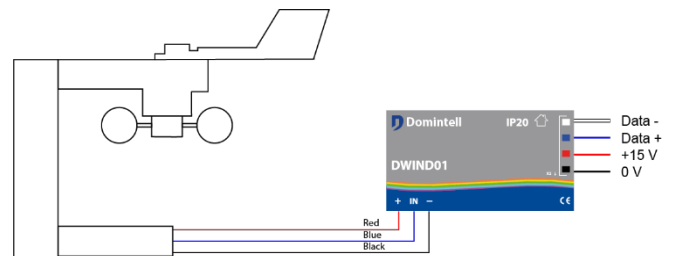 Domintell
IP20
DWIND01
+ IN −
CE
Data -
Data +
+15 V
0 V
Red
Blue
Black